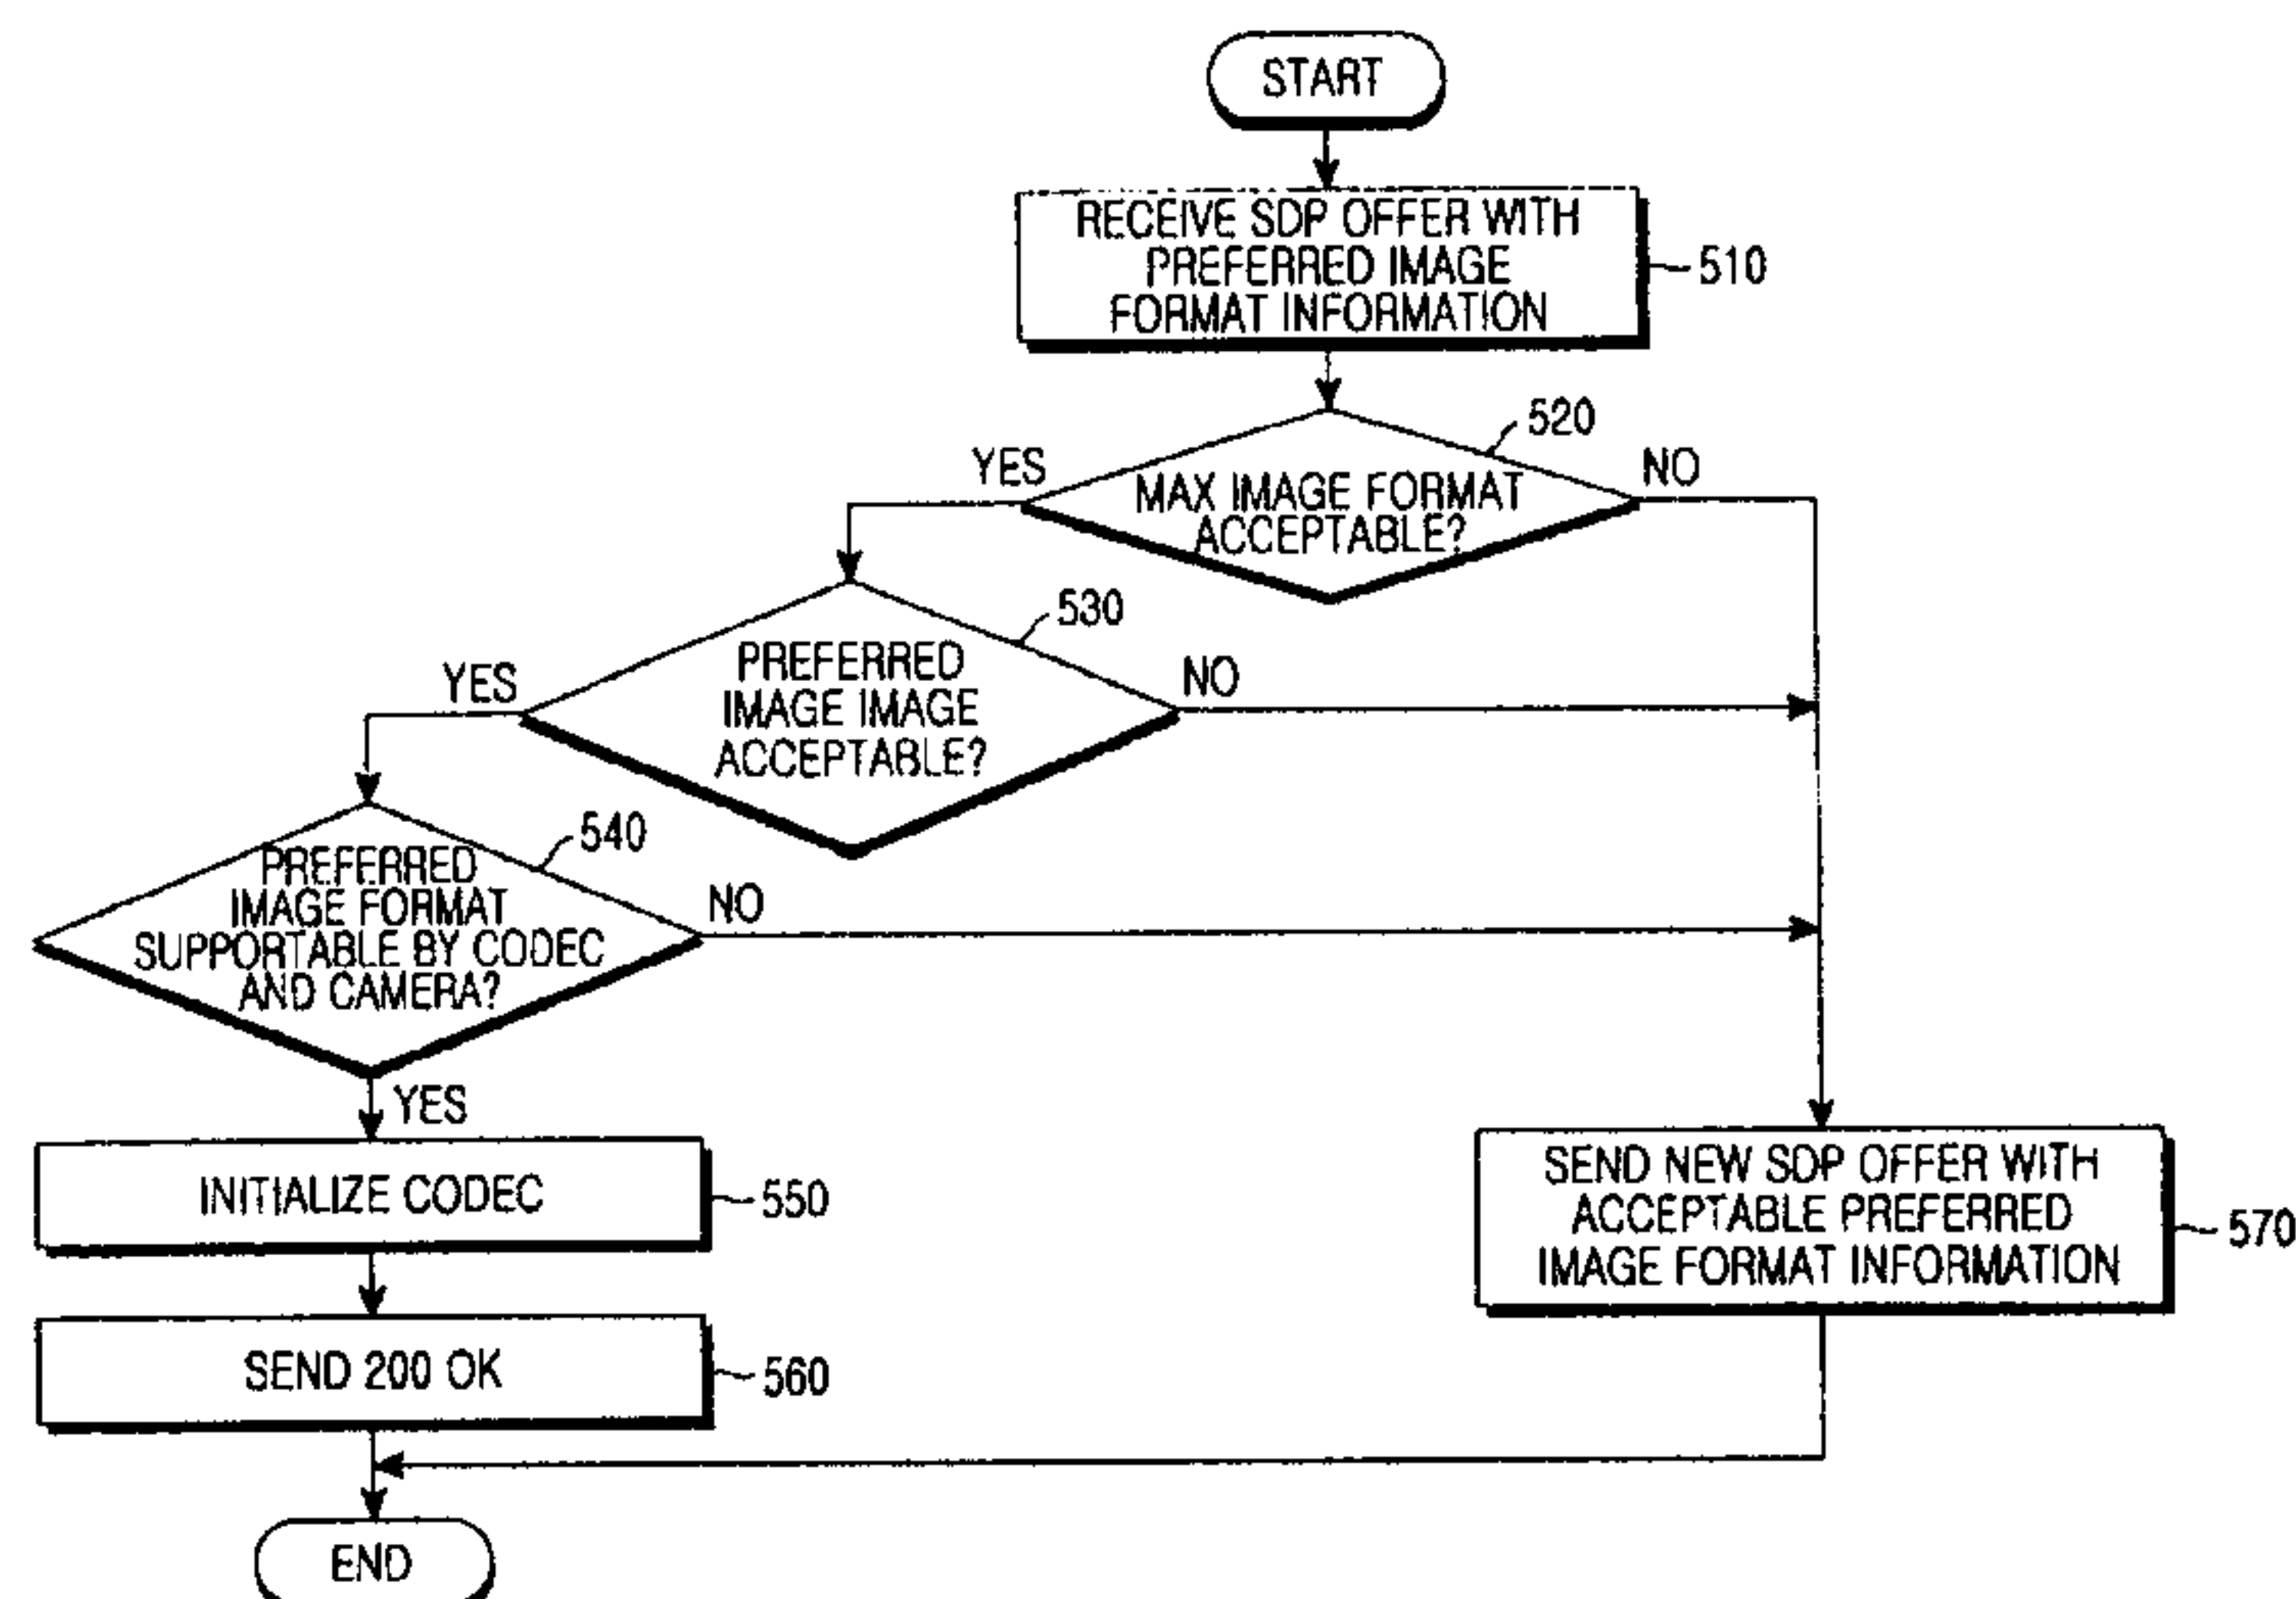 START
RECEIVE SDP OFFER WITH
PREFERRED IMAGE
FORMAT INFORMATION
510
520
YES
NO
MAX IMAGE FORMAT
ACCEPTABLE?
530
YES
NO
PREFERRED
IMAGE IMAGE
ACCEPTABLE?
540
NO
PREFERRED
IMAGE FORMAT
SUPPORTABLE BY CODEC
AND CAMERA?
YES
INITIALIZE CODEC
550
SEND NEW SDP OFFER WITH
ACCEPTABLE PREFERRED
IMAGE FORMAT INFORMATION
570
SEND 200 OK
560
END